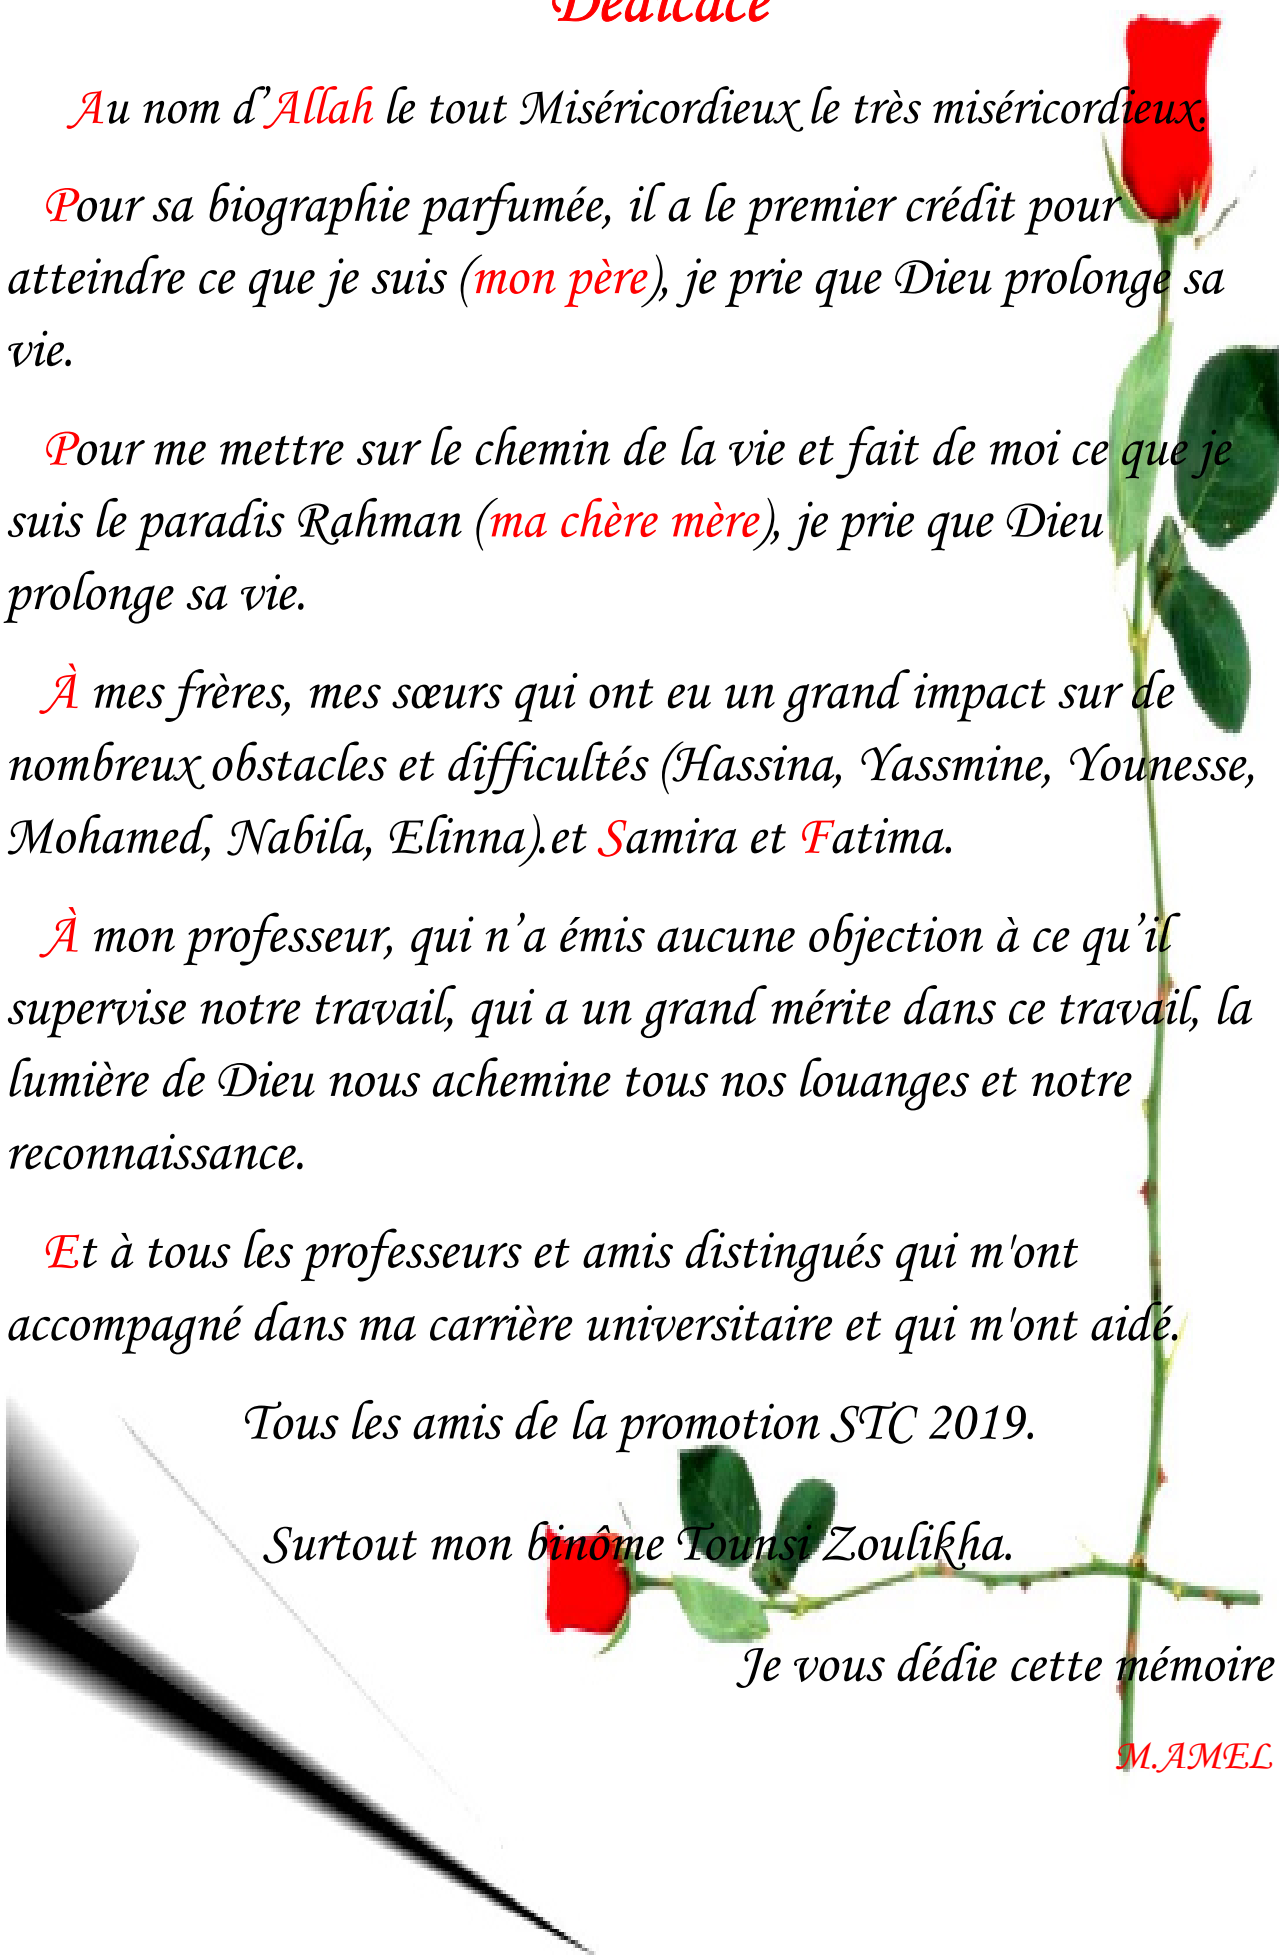 Dédicace
Au nom d’Allah le tout Miséricordieux le très miséricordieux.
Pour sa biographie parfumée, il a le premier crédit pour
atteindre ce que je suis (mon père), je prie que Dieu prolonge sa
vie.
Pour me mettre sur le chemin de la vie et fait de moi ce que je
suis le paradis Rahman (ma chère mère), je prie que Dieu
prolonge sa vie.
À mes frères, mes sœurs qui ont eu un grand impact sur de
nombreux obstacles et difficultés (Hassina, Yassmine, Younesse,
Mohamed, Nabila, Elinna).et Samira et Fatima.
À mon professeur, qui n’a émis aucune objection à ce qu’il
supervise notre travail, qui a un grand mérite dans ce travail, la
lumière de Dieu nous achemine tous nos louanges et notre
reconnaissance.
Et à tous les professeurs et amis distingués qui m'ont
accompagné dans ma carrière universitaire et qui m'ont aidé.
Tous les amis de la promotion STC 2019.
Surtout mon binôme Tounsi Zoulikha.
Je vous dédie cette mémoire
M.AMEL